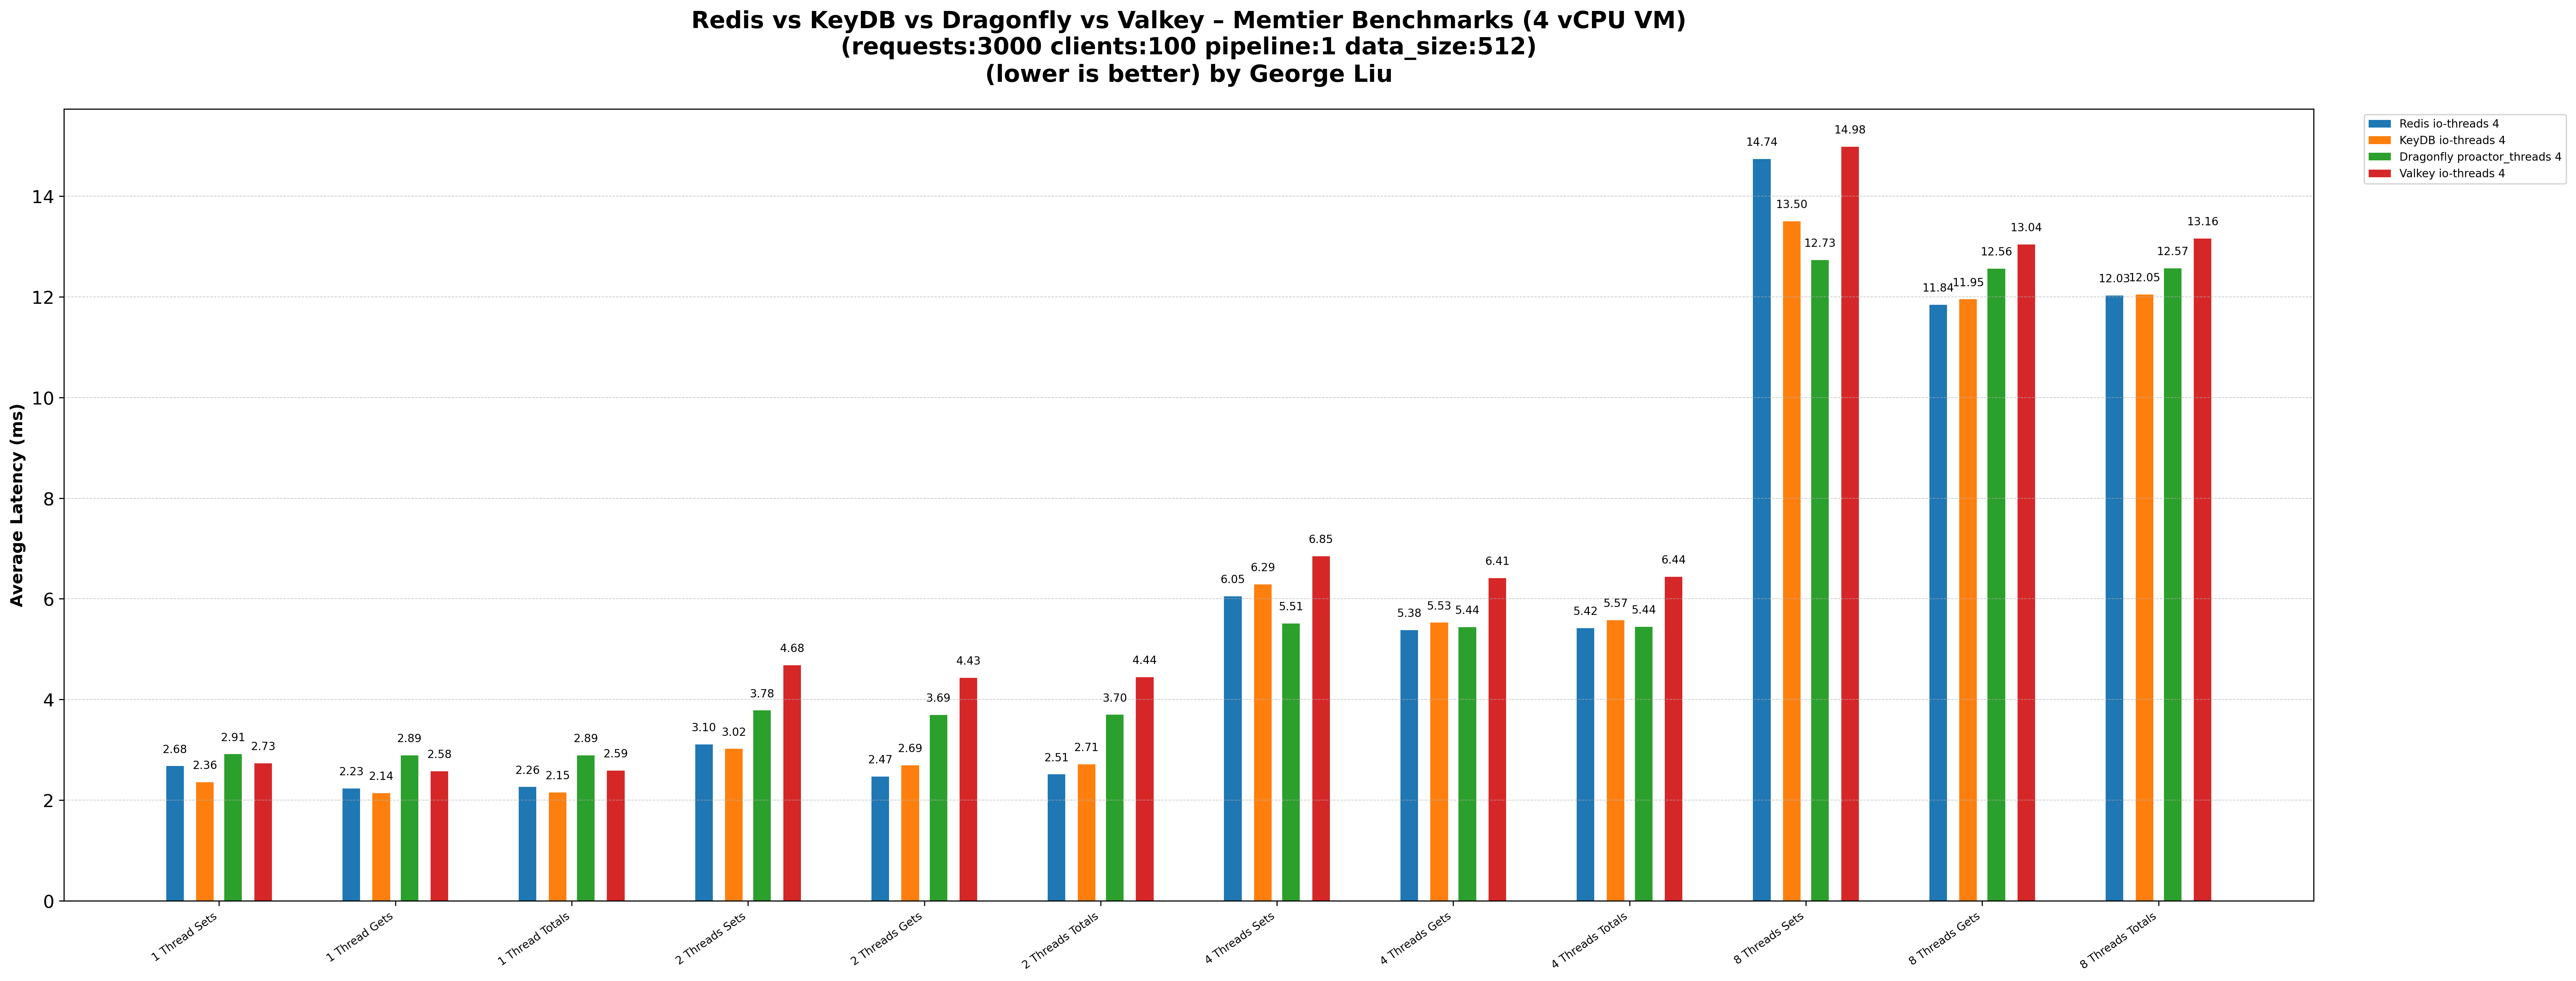 Redis vs KeyDB vs Dragonfly vs Valkey – Memtier Benchmarks (4 vCPU VM)
(requests:3000 clients:100 pipeline:1 data_size:512)
(lower is better) by George Liu
Redis io-threads 4
KeyDB io-threads 4
Dragonfly proactor_threads 4
Valkey io-threads 4
Average Latency (ms)
14
12
10
8
6
4
2
0
2.68
2.36
2.91
2.73
2.23
2.14
2.89
2.58
2.26
2.15
2.89
2.59
3.10
3.02
3.78
4.68
2.47
2.69
3.69
4.43
2.51
2.71
3.70
4.44
6.05
6.29
5.51
6.85
5.38
5.53
5.44
6.41
5.42
5.57
5.44
6.44
14.74
13.50
12.73
14.98
11.84
11.95
12.56
13.04
12.03
12.05
12.57
13.16
1 Thread Sets
1 Thread Gets
1 Thread Totals
2 Threads Sets
2 Threads Gets
2 Threads Totals
4 Threads Sets
4 Threads Gets
4 Threads Totals
8 Threads Sets
8 Threads Gets
8 Threads Totals